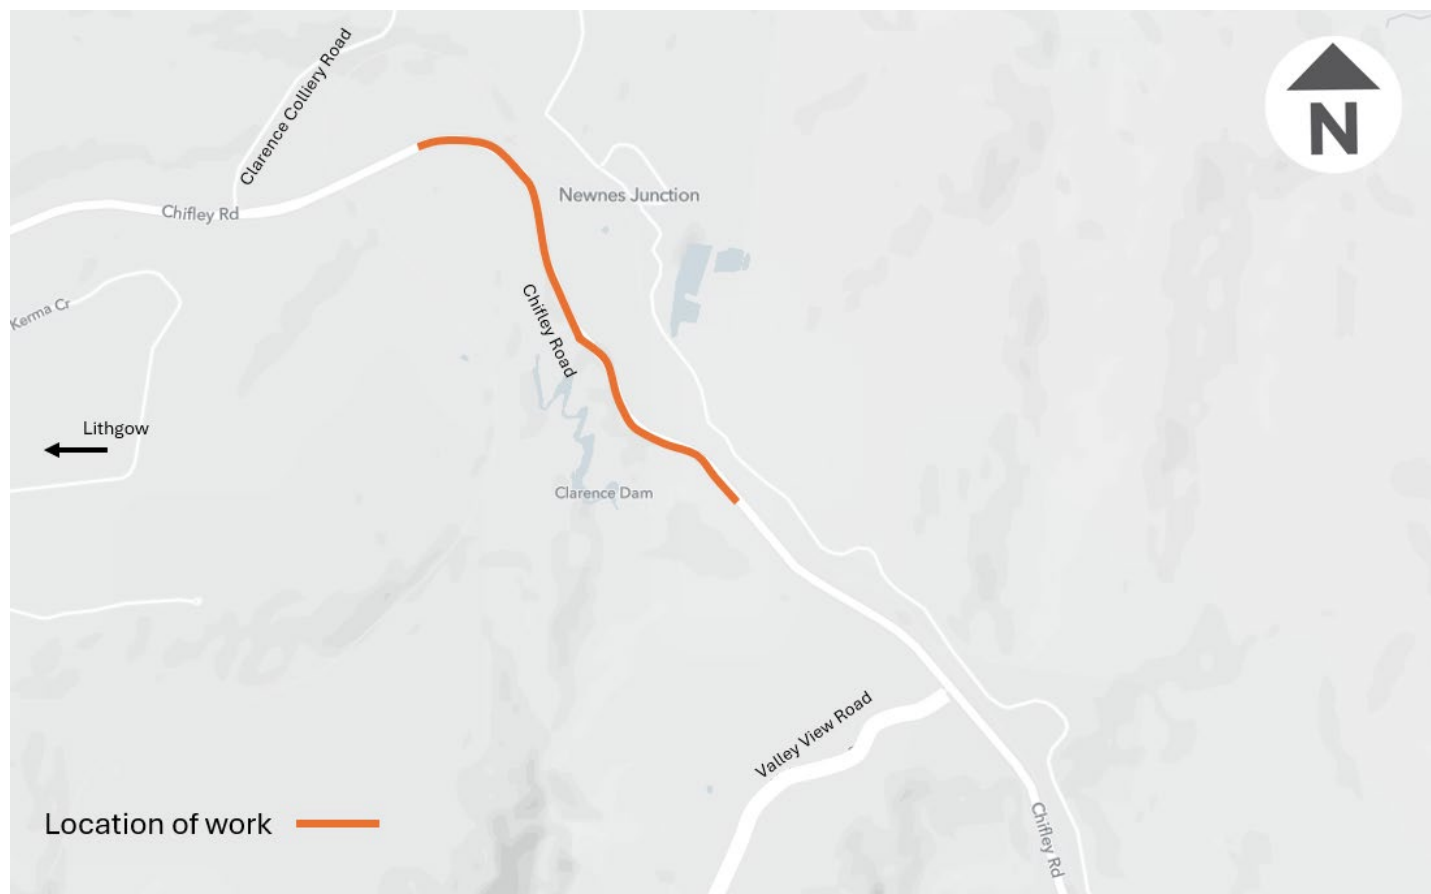 Clarence Colliery Road
N
Newnes Junction
Chifley Rd
Kerma Cr
Chifley Road
Lithgow
Clarence Dam
Valley View Road
Location of work
Chifley Rd